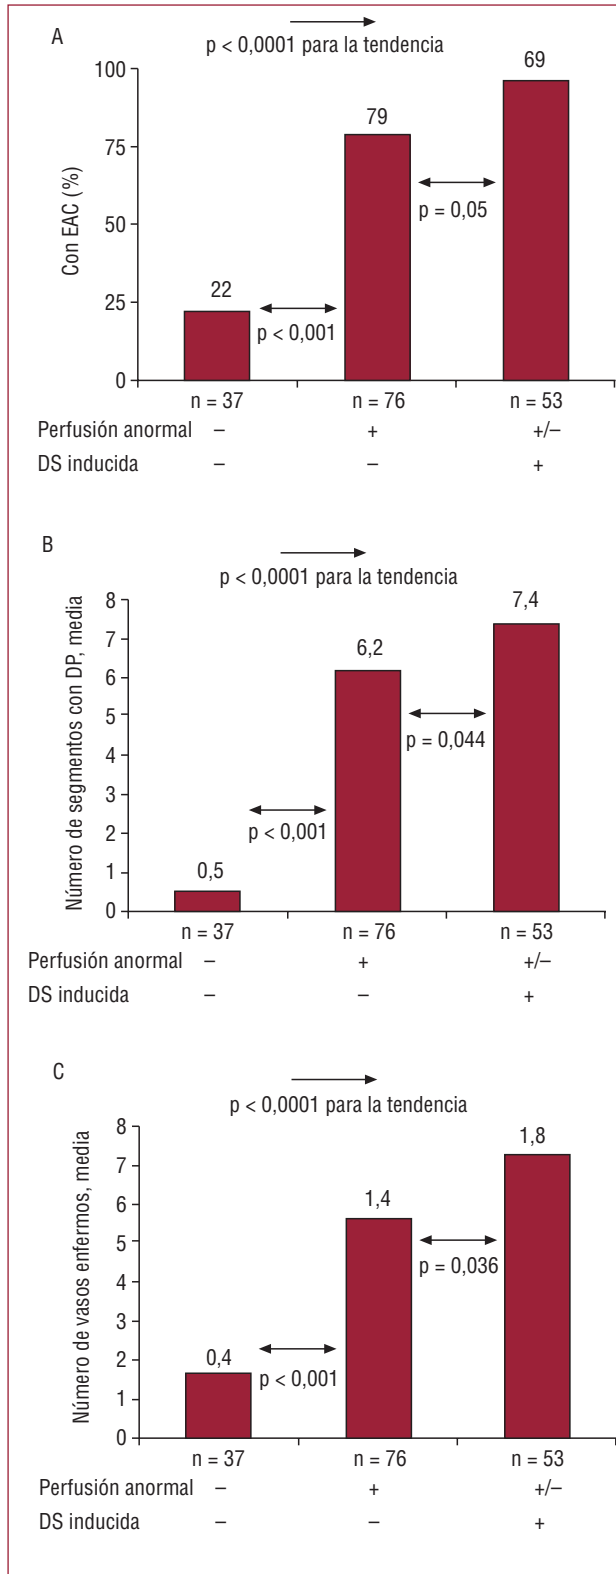 A
p < 0,0001 para la tendencia
Con EAC (%)
100
75
50
25
0
22
79
69
p < 0,001
p = 0,05
n = 37 n = 76 n = 53
Perfusión anormal – + +/–
DS inducida – – +
B
p < 0,0001 para la tendencia
Número de segmentos con DP, media
8
7
6
5
4
3
2
1
0
0,5
6,2
7,4
p < 0,001
p = 0,044
n = 37 n = 76 n = 53
Perfusión anormal – + +/–
DS inducida – – +
C
p < 0,0001 para la tendencia
Número de vasos enfermos, media
8
7
6
5
4
3
2
1
0
0,4
1,4
1,8
p < 0,001
p = 0,036
n = 37 n = 76 n = 53
Perfusión anormal – + +/–
DS inducida – – +